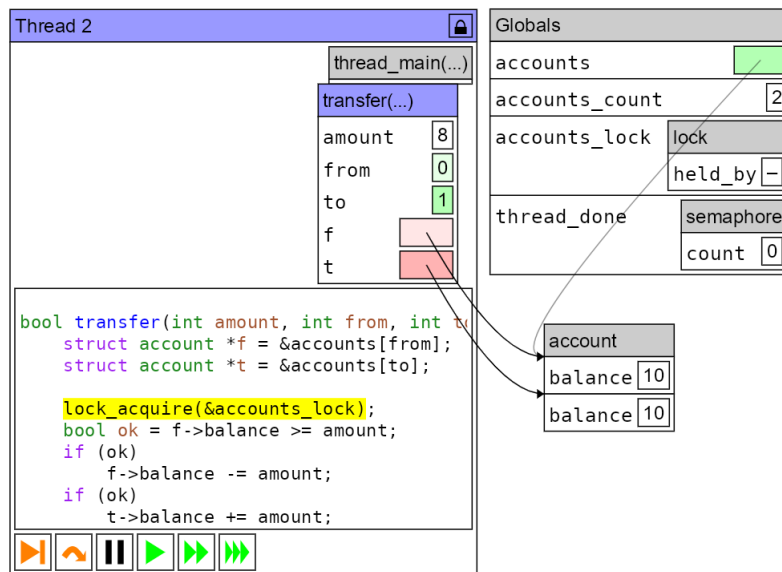 Thread 2
thread_main(...)
transfer(...)
amount 8
from 0
to 1
f
t
bool transfer(int amount, int from, int to
    struct account *f = &accounts[from];
    struct account *t = &accounts[to];
    lock_acquire(&accounts_lock);
    bool ok = f->balance >= amount;
    if (ok)
        f->balance -= amount;
    if (ok)
        t->balance += amount;
Globals
accounts
accounts_count 2
accounts_lock lock
held_by –
thread_done semaphore
count 0
account
balance 10
balance 10